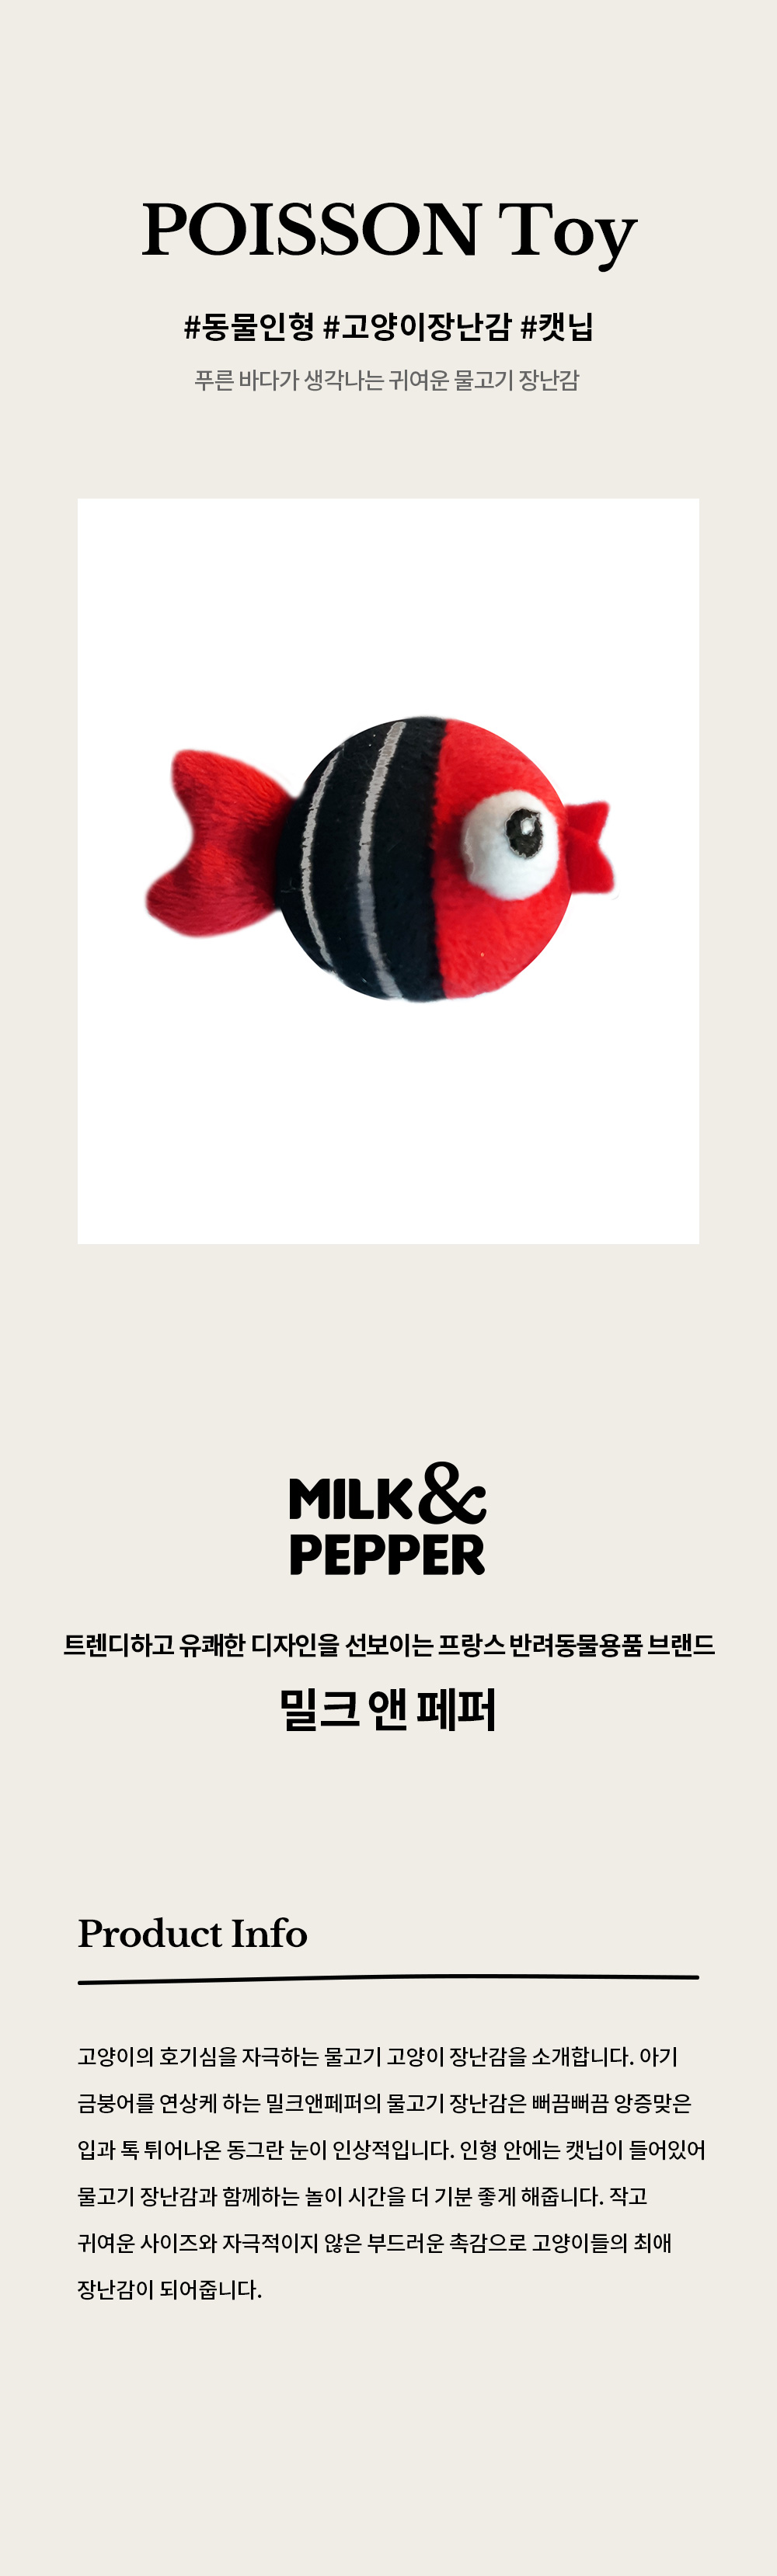 POISSON Toy
#동물인형 #고양이장난감 #캣닙
푸른 바다가 생각나는 귀여운 물고기 장난감
MILK&
PEPPER
트렌디하고 유쾌한 디자인을 선보이는 프랑스 반려동물용품 브랜드
밀크 앤 페퍼
Product Info
고양이의 호기심을 자극하는 물고기 고양이 장난감을 소개합니다. 아기
금붕어를 연상케 하는 밀크앤페퍼의 물고기 장난감은 뻐끔뻐끔 앙증맞은
입과 톡 튀어나온 동그란 눈이 인상적입니다. 인형 안에는 캣닙이 들어있어
물고기 장난감과 함께하는 놀이 시간을 더 기분 좋게 해줍니다. 작고
귀여운 사이즈와 자극적이지 않은 부드러운 촉감으로 고양이들의 최애
장난감이 되어줍니다.